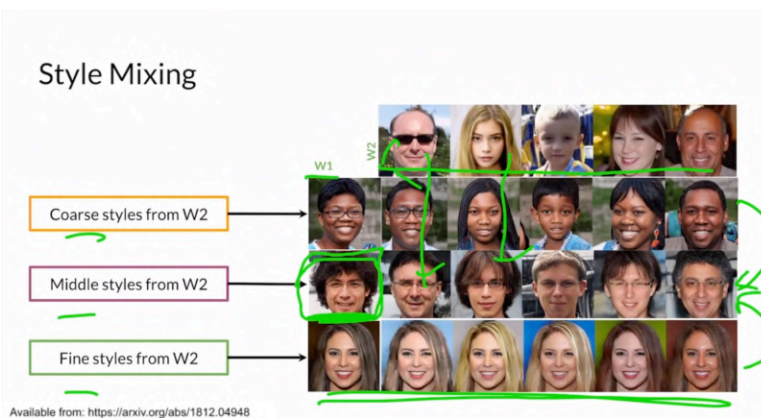 Style Mixing
W1
W2
Coarse styles from W2
Middle styles from W2
Fine styles from W2
Available from: https://arxiv.org/abs/1812.04948